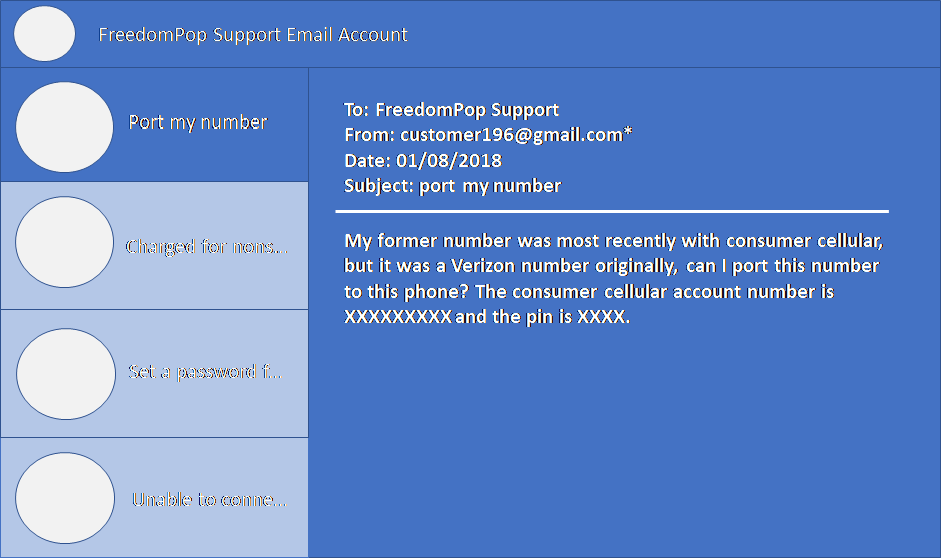 FreedomPop Support Email Account
Port my number
Charged for nons...
Set a password f...
Unable to conne...
To: FreedomPop Support
From: customer196@gmail.com*
Date: 01/08/2018
Subject: port my number
My former number was most recently with consumer cellular,
but it was a Verizon number originally, can I port this number
to this phone? The consumer cellular account number is
XXXXXXXXX and the pin is XXXX.